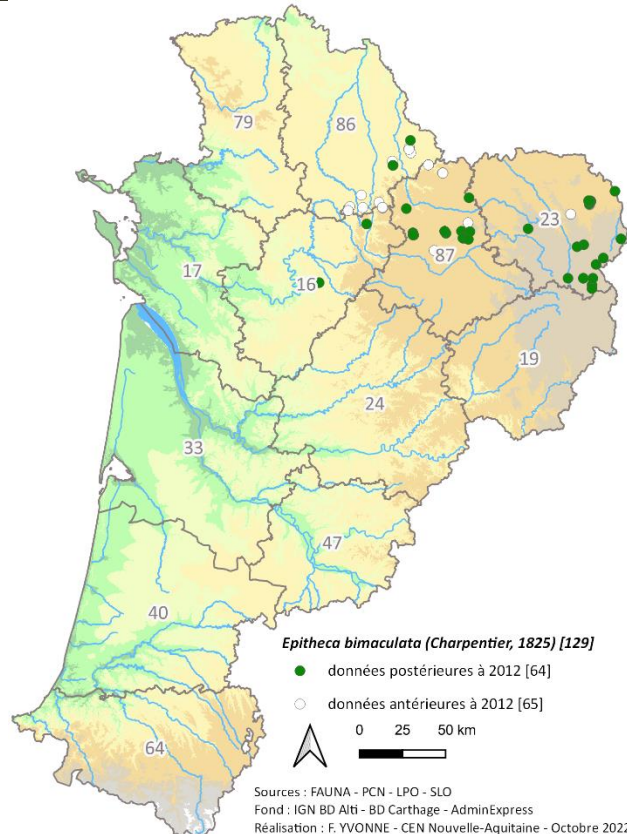 79
86
23
17
87
16
19
24
33
47
40
Epitheca bimaculata (Charpentier, 1825) [129]
données postérieures à 2012 [64]
données antérieures à 2012 [65]
64
0 25 50 km
Sources : FAUNA - PCN - LPO - SLO
Fond : IGN BD Alti - BD Carthage - AdminExpress
Réalisation : F. YVONNE - CEN Nouvelle-Aquitaine - Octobre 2022